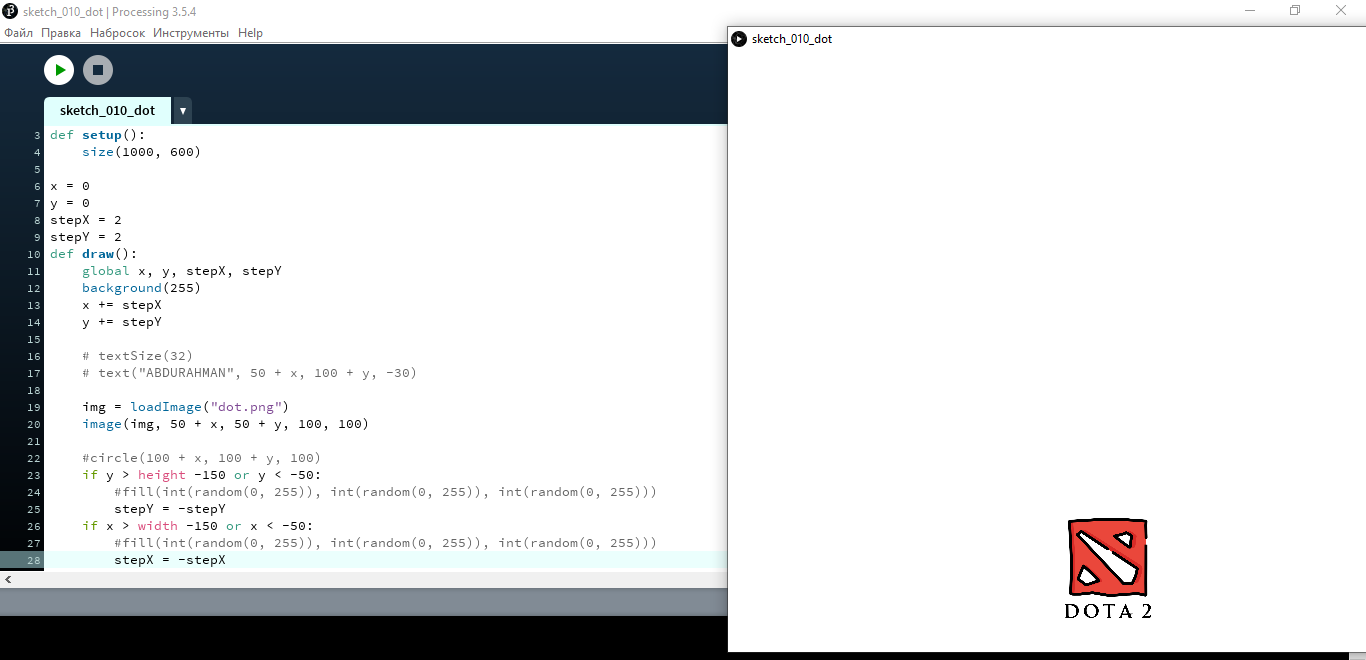 sketch_010_dot | Processing 3.5.4
Файл Правка Набросок Инструменты Help
sketch_010_dot ▼
3 def setup():
4     size(1000, 600)
5
6 x = 0
7 y = 0
8 stepX = 2
9 stepY = 2
10 def draw():
11     global x, y, stepX, stepY
12     background(255)
13     x += stepX
14     y += stepY
15
16     # textSize(32)
17     # text("ABDURAHMAN", 50 + x, 100 + y, -30)
18
19     img = loadImage("dot.png")
20     image(img, 50 + x, 50 + y, 100, 100)
21
22     #circle(100 + x, 100 + y, 100)
23     if y > height -150 or y < -50:
24         #fill(int(random(0, 255)), int(random(0, 255)), int(random(0, 255)))
25         stepY = -stepY
26     if x > width -150 or x < -50:
27         #fill(int(random(0, 255)), int(random(0, 255)), int(random(0, 255)))
28         stepX = -stepX
sketch_010_dot
DOTA 2